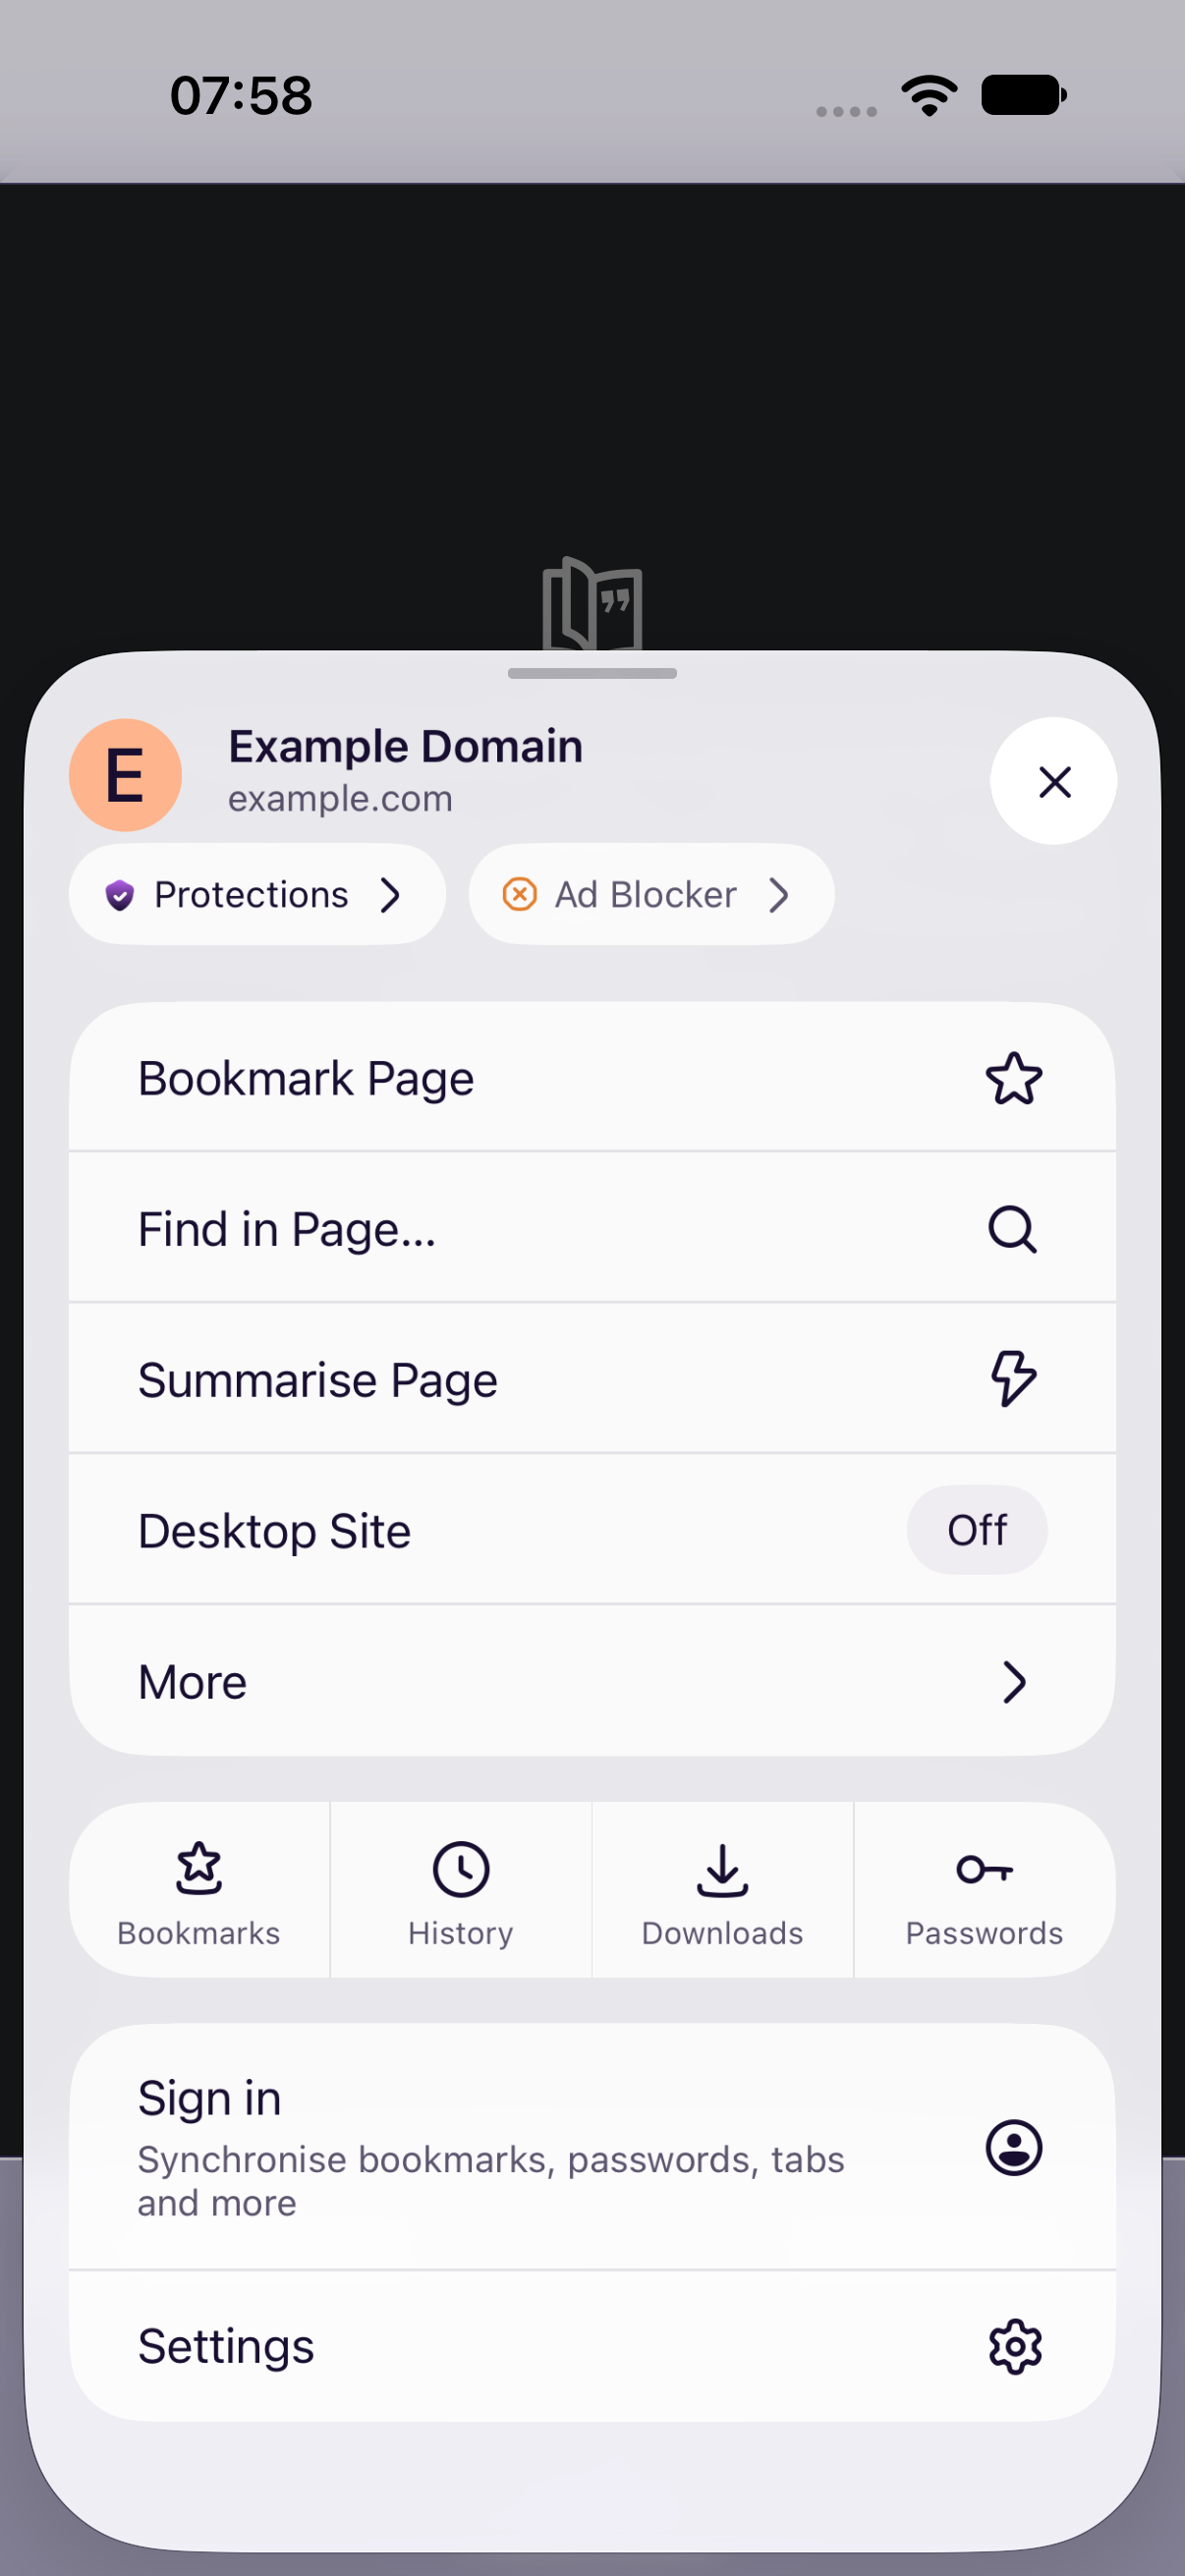 07:58
E
Example Domain
example.com
Protections
Ad Blocker
Bookmark Page
Find in Page...
Summarise Page
Desktop Site
Off
More
Bookmarks
History
Downloads
Passwords
Sign in
Synchronise bookmarks, passwords, tabs
and more
Settings